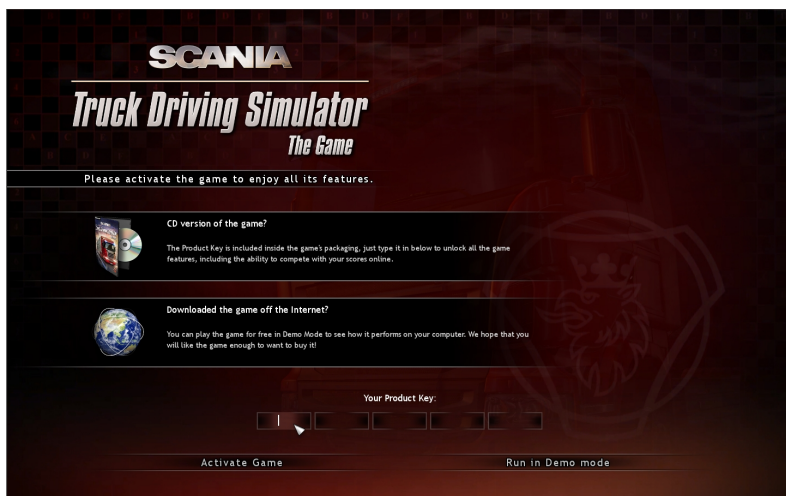 SCANIA
Truck Driving Simulator
The Game
Please activate the game to enjoy all its features.
CD version of the game?
The Product Key is included inside the game's packaging, just type it in below to unlock all the game
features, including the ability to compete with your scores online.
Downloaded the game off the Internet?
You can play the game for free in Demo Mode to see how it performs on your computer. We hope that you
will like the game enough to want to buy it!
Your Product Key:
Activate Game
Run in Demo mode